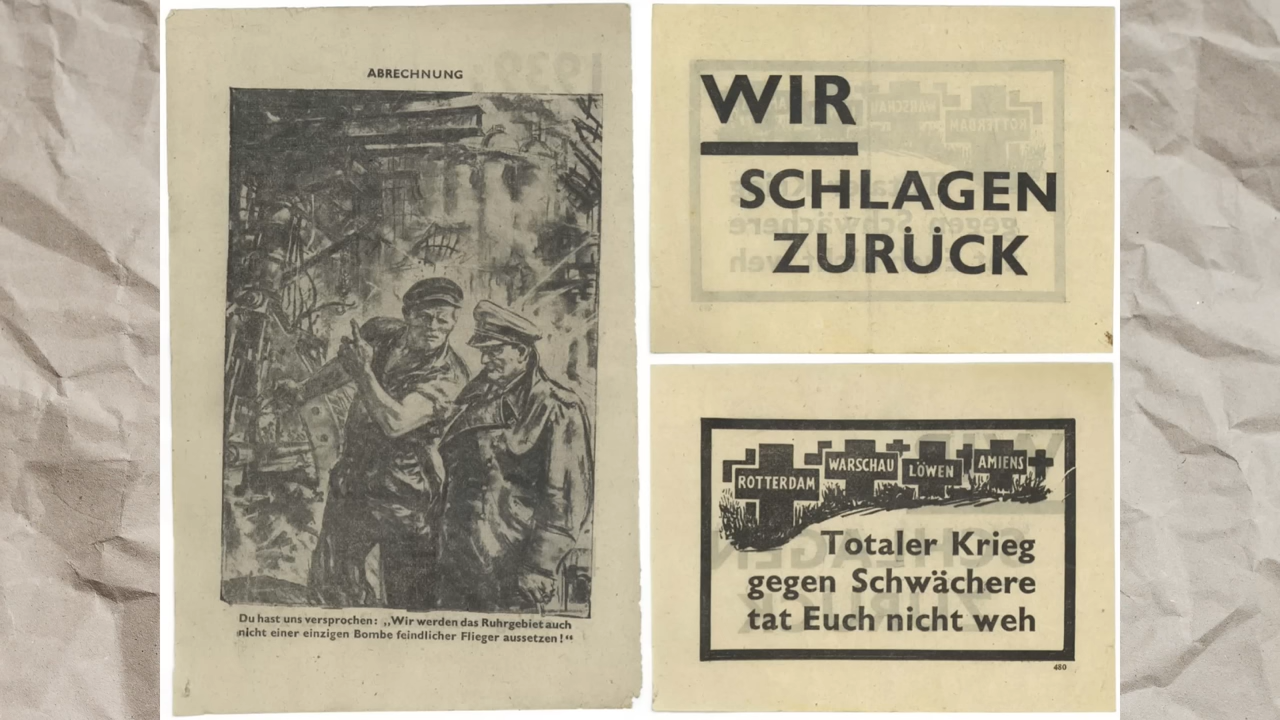 ABRECHNUNG
Du hast uns versprochen: „Wir werden das Ruhrgebiet auch
nicht einer einzigen Bombe feindlicher Flieger aussetzen!“
WIR
SCHLAGEN
ZURÜCK
ROTTERDAM
WARSCHAU
LÖWEN
AMIENS
Totaler Krieg
gegen Schwächere
tat Euch nicht weh
480